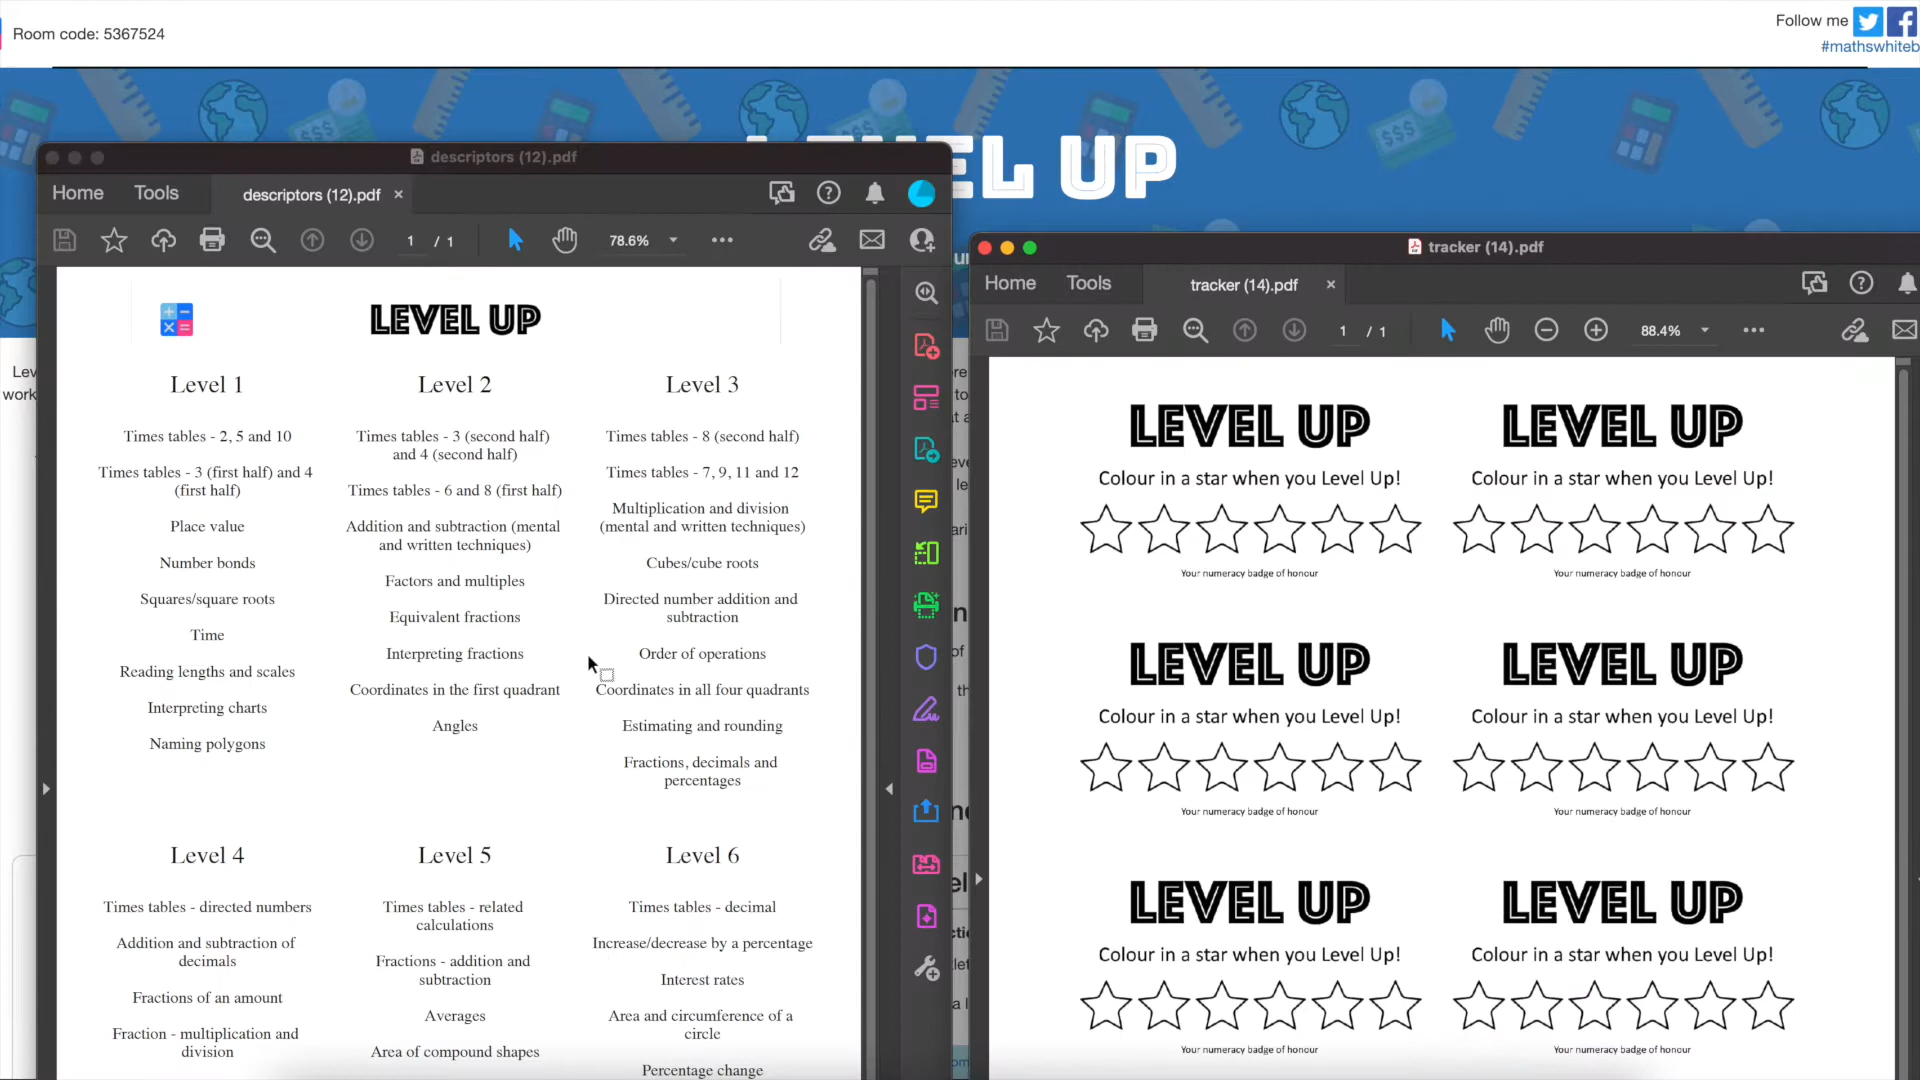 Room code: 5367524
Follow me
#mathswhiteb
LEVEL UP
descriptors (12).pdf
Home
Tools
descriptors (12).pdf
1 / 1
78.6%
LEVEL UP
Level 1
Times tables - 2, 5 and 10
Times tables - 3 (first half) and 4
(first half)
Place value
Number bonds
Squares/square roots
Time
Reading lengths and scales
Interpreting charts
Naming polygons
Level 2
Times tables - 3 (second half)
and 4 (second half)
Times tables - 6 and 8 (first half)
Addition and subtraction (mental
and written techniques)
Factors and multiples
Equivalent fractions
Interpreting fractions
Coordinates in the first quadrant
Angles
Level 3
Times tables - 8 (second half)
Times tables - 7, 9, 11 and 12
Multiplication and division
(mental and written techniques)
Cubes/cube roots
Directed number addition and
subtraction
Order of operations
Coordinates in all four quadrants
Estimating and rounding
Fractions, decimals and
percentages
Level 4
Times tables - directed numbers
Addition and subtraction of
decimals
Fractions of an amount
Fraction - multiplication and
division
Level 5
Times tables - related
calculations
Fractions - addition and
subtraction
Averages
Area of compound shapes
Level 6
Times tables - decimal
Increase/decrease by a percentage
Interest rates
Area and circumference of a
circle
Percentage change
tracker (14).pdf
Home
Tools
tracker (14).pdf
1 / 1
88.4%
LEVEL UP
Colour in a star when you Level Up!
Your numeracy badge of honour
LEVEL UP
Colour in a star when you Level Up!
Your numeracy badge of honour
LEVEL UP
Colour in a star when you Level Up!
Your numeracy badge of honour
LEVEL UP
Colour in a star when you Level Up!
Your numeracy badge of honour
LEVEL UP
Colour in a star when you Level Up!
Your numeracy badge of honour
LEVEL UP
Colour in a star when you Level Up!
Your numeracy badge of honour